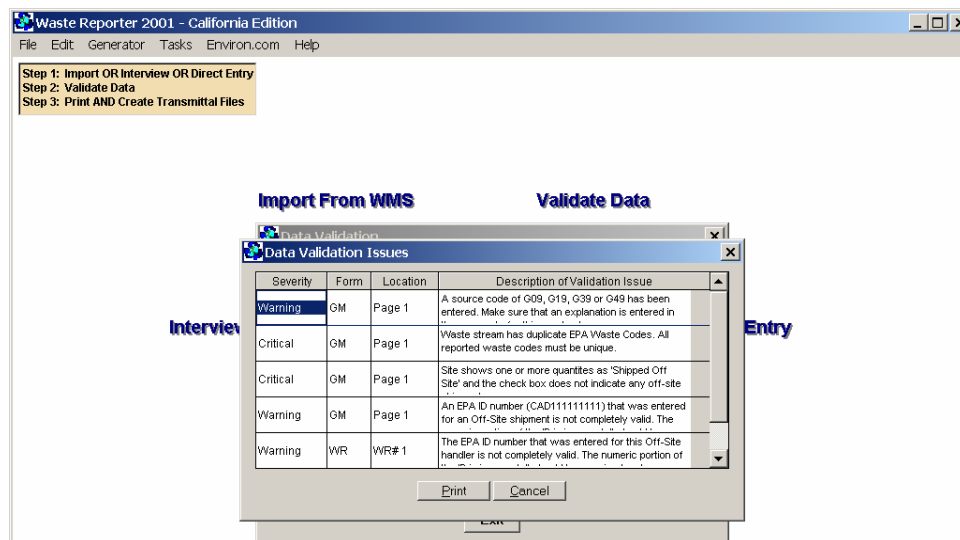 Waste Reporter 2001 - California Edition
File Edit Generator Tasks Environ.com Help
Step 1: Import OR Interview OR Direct Entry
Step 2: Validate Data
Step 3: Print AND Create Transmittal Files
Import From WMS
Validate Data
Data Validation
Data Validation Issues
Severity Form Location Description of Validation Issue
Warning GM Page 1 A source code of G09, G19, G39 or G49 has been
entered. Make sure that an explanation is entered in
Critical GM Page 1 Waste stream has duplicate EPA Waste Codes. All
reported waste codes must be unique.
Critical GM Page 1 Site shows one or more quantites as 'Shipped Off
Site' and the check box does not indicate any off-site
Warning GM Page 1 An EPA ID number (CAD111111111) that was entered
for an Off-Site shipment is not completely valid. The
Warning WR WR# 1 The EPA ID number that was entered for this Off-Site
handler is not completely valid. The numeric portion of
Interview
Entry
Print Cancel
Exit